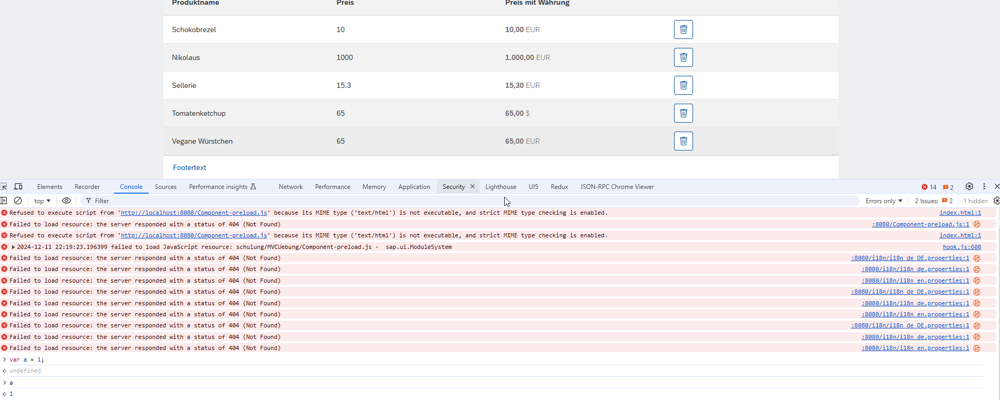 Produktname Preis Preis mit Währung
Schokobrezel 10 10,00 EUR
Nikolaus 1000 1.000,00 EUR
Sellerie 15.3 15,30 EUR
Tomatenketchup 65 65,00 $
Vegane Würstchen 65 65,00 EUR
Footertext
Elements Recorder Console Sources Performance insights Network Performance Memory Application Security Lighthouse UI5 Redux JSON-RPC Chrome Viewer 14 2
top Filter Errors only 2 Issues: 2 1 hidden
Refused to execute script from 'http://localhost:8080/Component-preload.js' because its MIME type ('text/html') is not executable, and strict MIME type checking is enabled. index.html:1
Failed to load resource: the server responded with a status of 404 (Not Found) :8080/Component-preload.js:1
Refused to execute script from 'http://localhost:8080/Component-preload.js' because its MIME type ('text/html') is not executable, and strict MIME type checking is enabled. index.html:1
2024-12-11 22:19:23.196399 failed to load JavaScript resource: schulung/MVCUebung/Component-preload.js - sap.ui.ModuleSystem hook.js:608
Failed to load resource: the server responded with a status of 404 (Not Found) :8080/i18n/i18n_de_DE.properties:1
Failed to load resource: the server responded with a status of 404 (Not Found) :8080/i18n/i18n_de.properties:1
Failed to load resource: the server responded with a status of 404 (Not Found) :8080/i18n/i18n_en.properties:1
Failed to load resource: the server responded with a status of 404 (Not Found) :8080/i18n/i18n_de_DE.properties:1
Failed to load resource: the server responded with a status of 404 (Not Found) :8080/i18n/i18n_de.properties:1
Failed to load resource: the server responded with a status of 404 (Not Found) :8080/i18n/i18n_en.properties:1
Failed to load resource: the server responded with a status of 404 (Not Found) :8080/i18n/i18n_de_DE.properties:1
Failed to load resource: the server responded with a status of 404 (Not Found) :8080/i18n/i18n_de.properties:1
Failed to load resource: the server responded with a status of 404 (Not Found) :8080/i18n/i18n_en.properties:1
var a = 1;
undefined
a
1